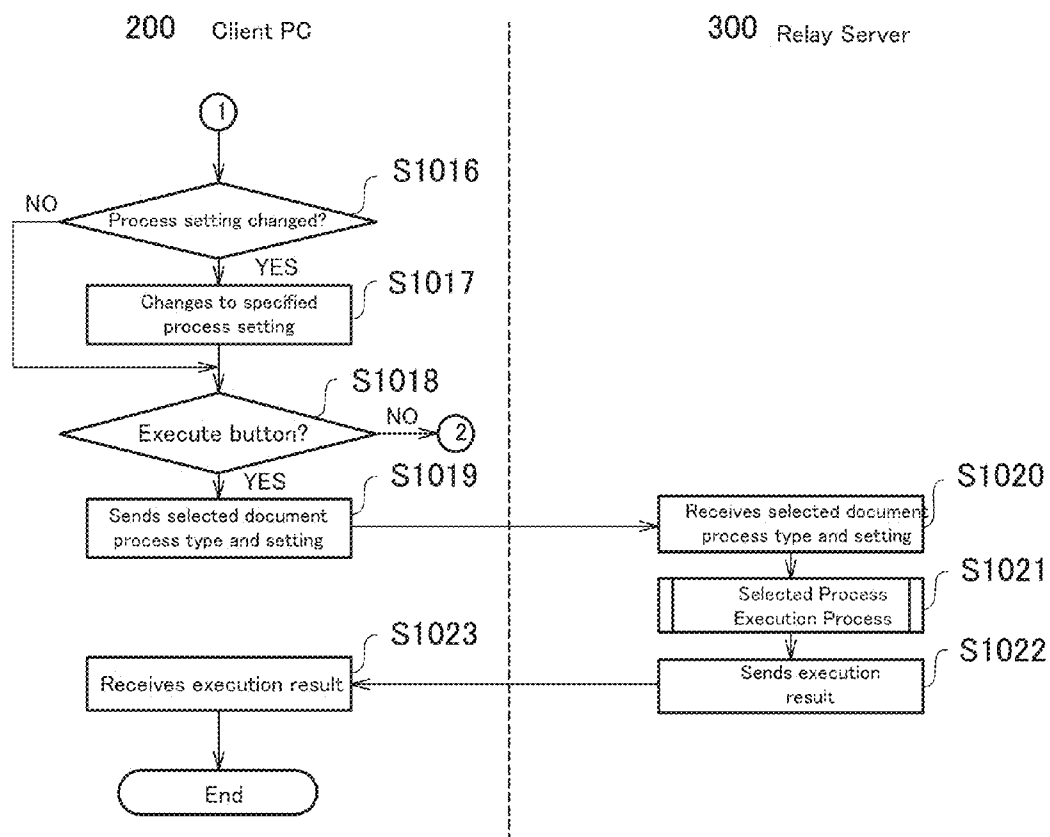 200 Client PC
300 Relay Server
1
S1016
NO
Process setting changed?
YES
S1017
Changes to specified
process setting
S1018
NO
Execute button?
2
YES
S1019
Sends selected document
process type and setting
S1020
Receives selected document
process type and setting
S1021
Selected Process
Execution Process
S1022
Sends execution
result
S1023
Receives execution result
End